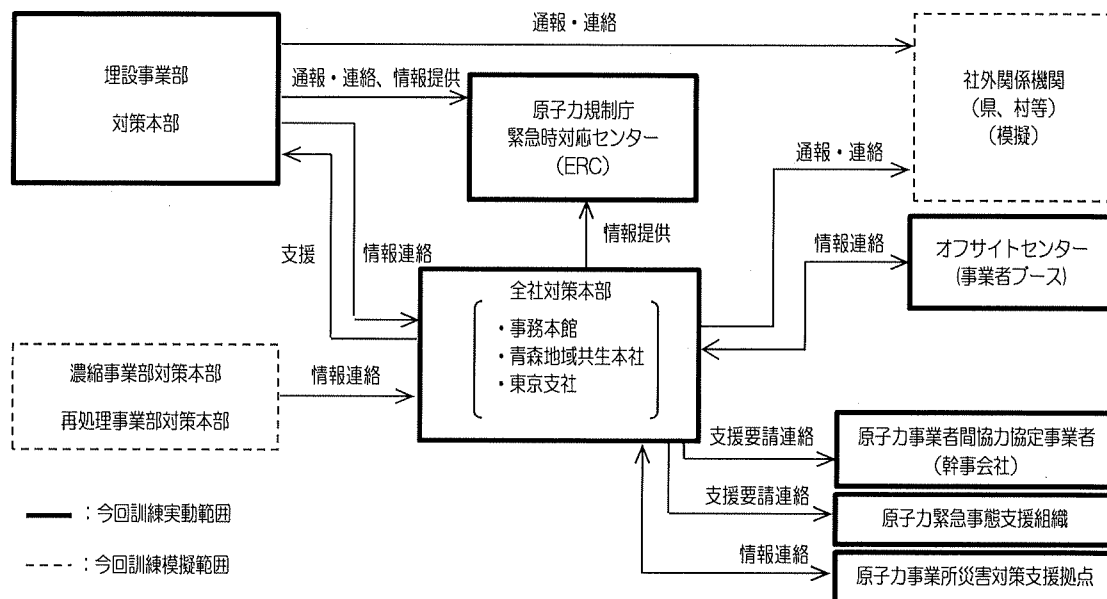 通報・連絡
埋設事業部
対策本部
通報・連絡、情報提供
原子力規制庁
緊急時対応センター
(ERC)
社外関係機関
(県、村等)
(模擬)
通報・連絡
支援
情報連絡
情報提供
情報連絡
オフサイトセンター
(事業者ブース)
全社対策本部
・事務本館
・青森地域共生本社
・東京支社
濃縮事業部対策本部
再処理事業部対策本部
情報連絡
支援要請連絡
原子力事業者間協力協定事業者
(幹事会社)
支援要請連絡
原子力緊急事態支援組織
情報連絡
原子力事業所災害対策支援拠点
：今回訓練実動範囲
：今回訓練模擬範囲